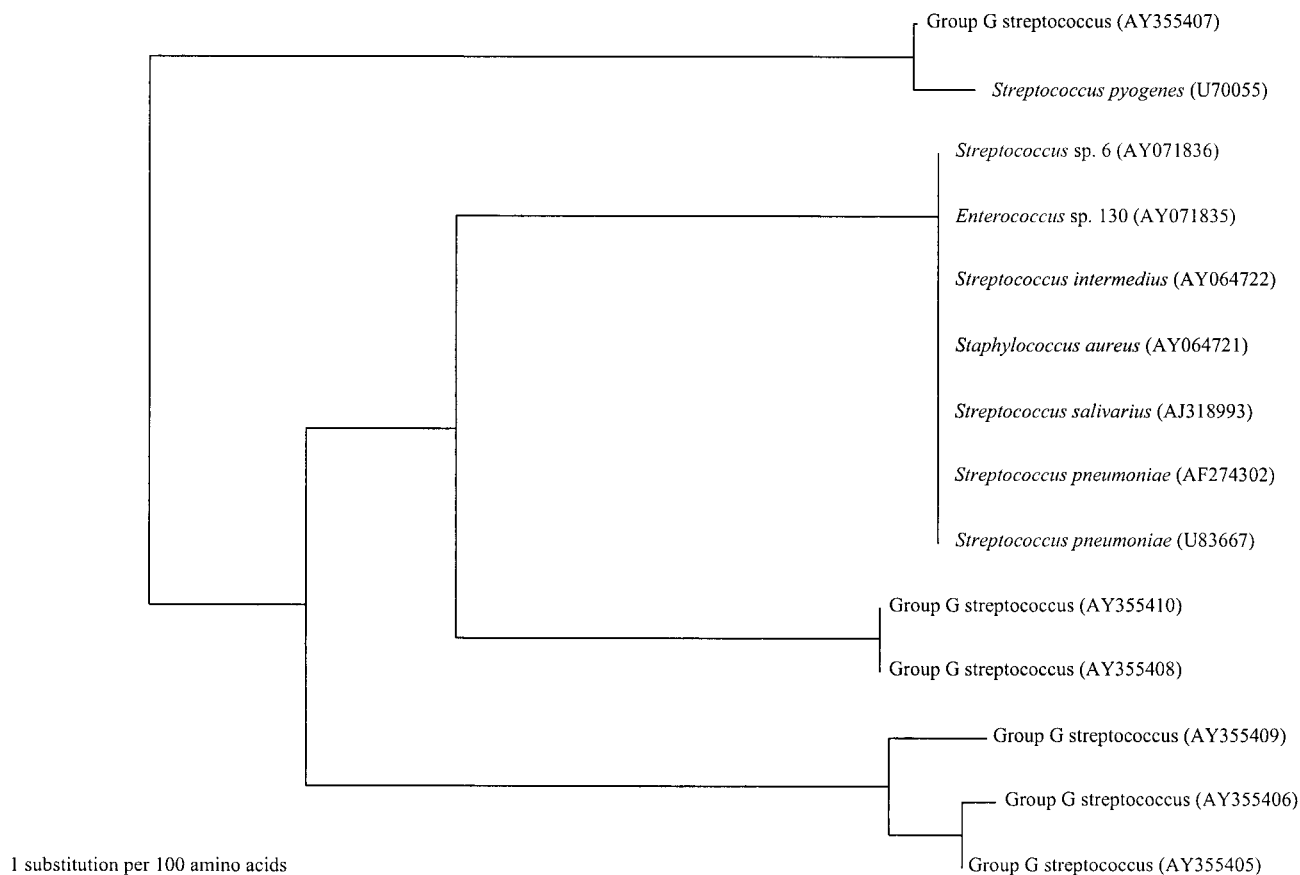 Group G streptococcus (AY355407)
Streptococcus pyogenes (U70055)
Streptococcus sp. 6 (AY071836)
Enterococcus sp. 130 (AY071835)
Streptococcus intermedius (AY064722)
Staphylococcus aureus (AY064721)
Streptococcus salivarius (AJ318993)
Streptococcus pneumoniae (AF274302)
Streptococcus pneumoniae (U83667)
Group G streptococcus (AY355410)
Group G streptococcus (AY355408)
Group G streptococcus (AY355409)
Group G streptococcus (AY355406)
Group G streptococcus (AY355405)
1 substitution per 100 amino acids